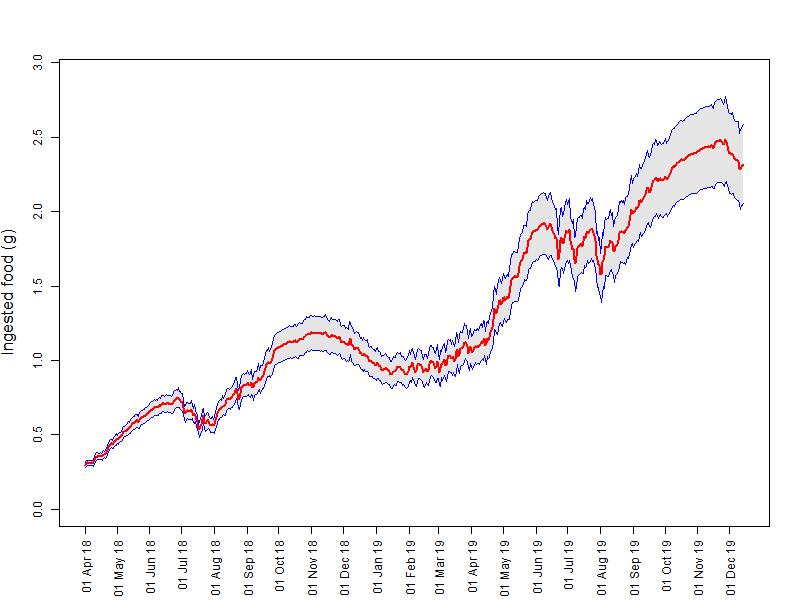 Ingested food (g)
3.0
2.5
2.0
1.5
1.0
0.5
0.0
01 Apr 18
01 May 18
01 Jun 18
01 Jul 18
01 Aug 18
01 Sep 18
01 Oct 18
01 Nov 18
01 Dec 18
01 Jan 19
01 Feb 19
01 Mar 19
01 Apr 19
01 May 19
01 Jun 19
01 Jul 19
01 Aug 19
01 Sep 19
01 Oct 19
01 Nov 19
01 Dec 19